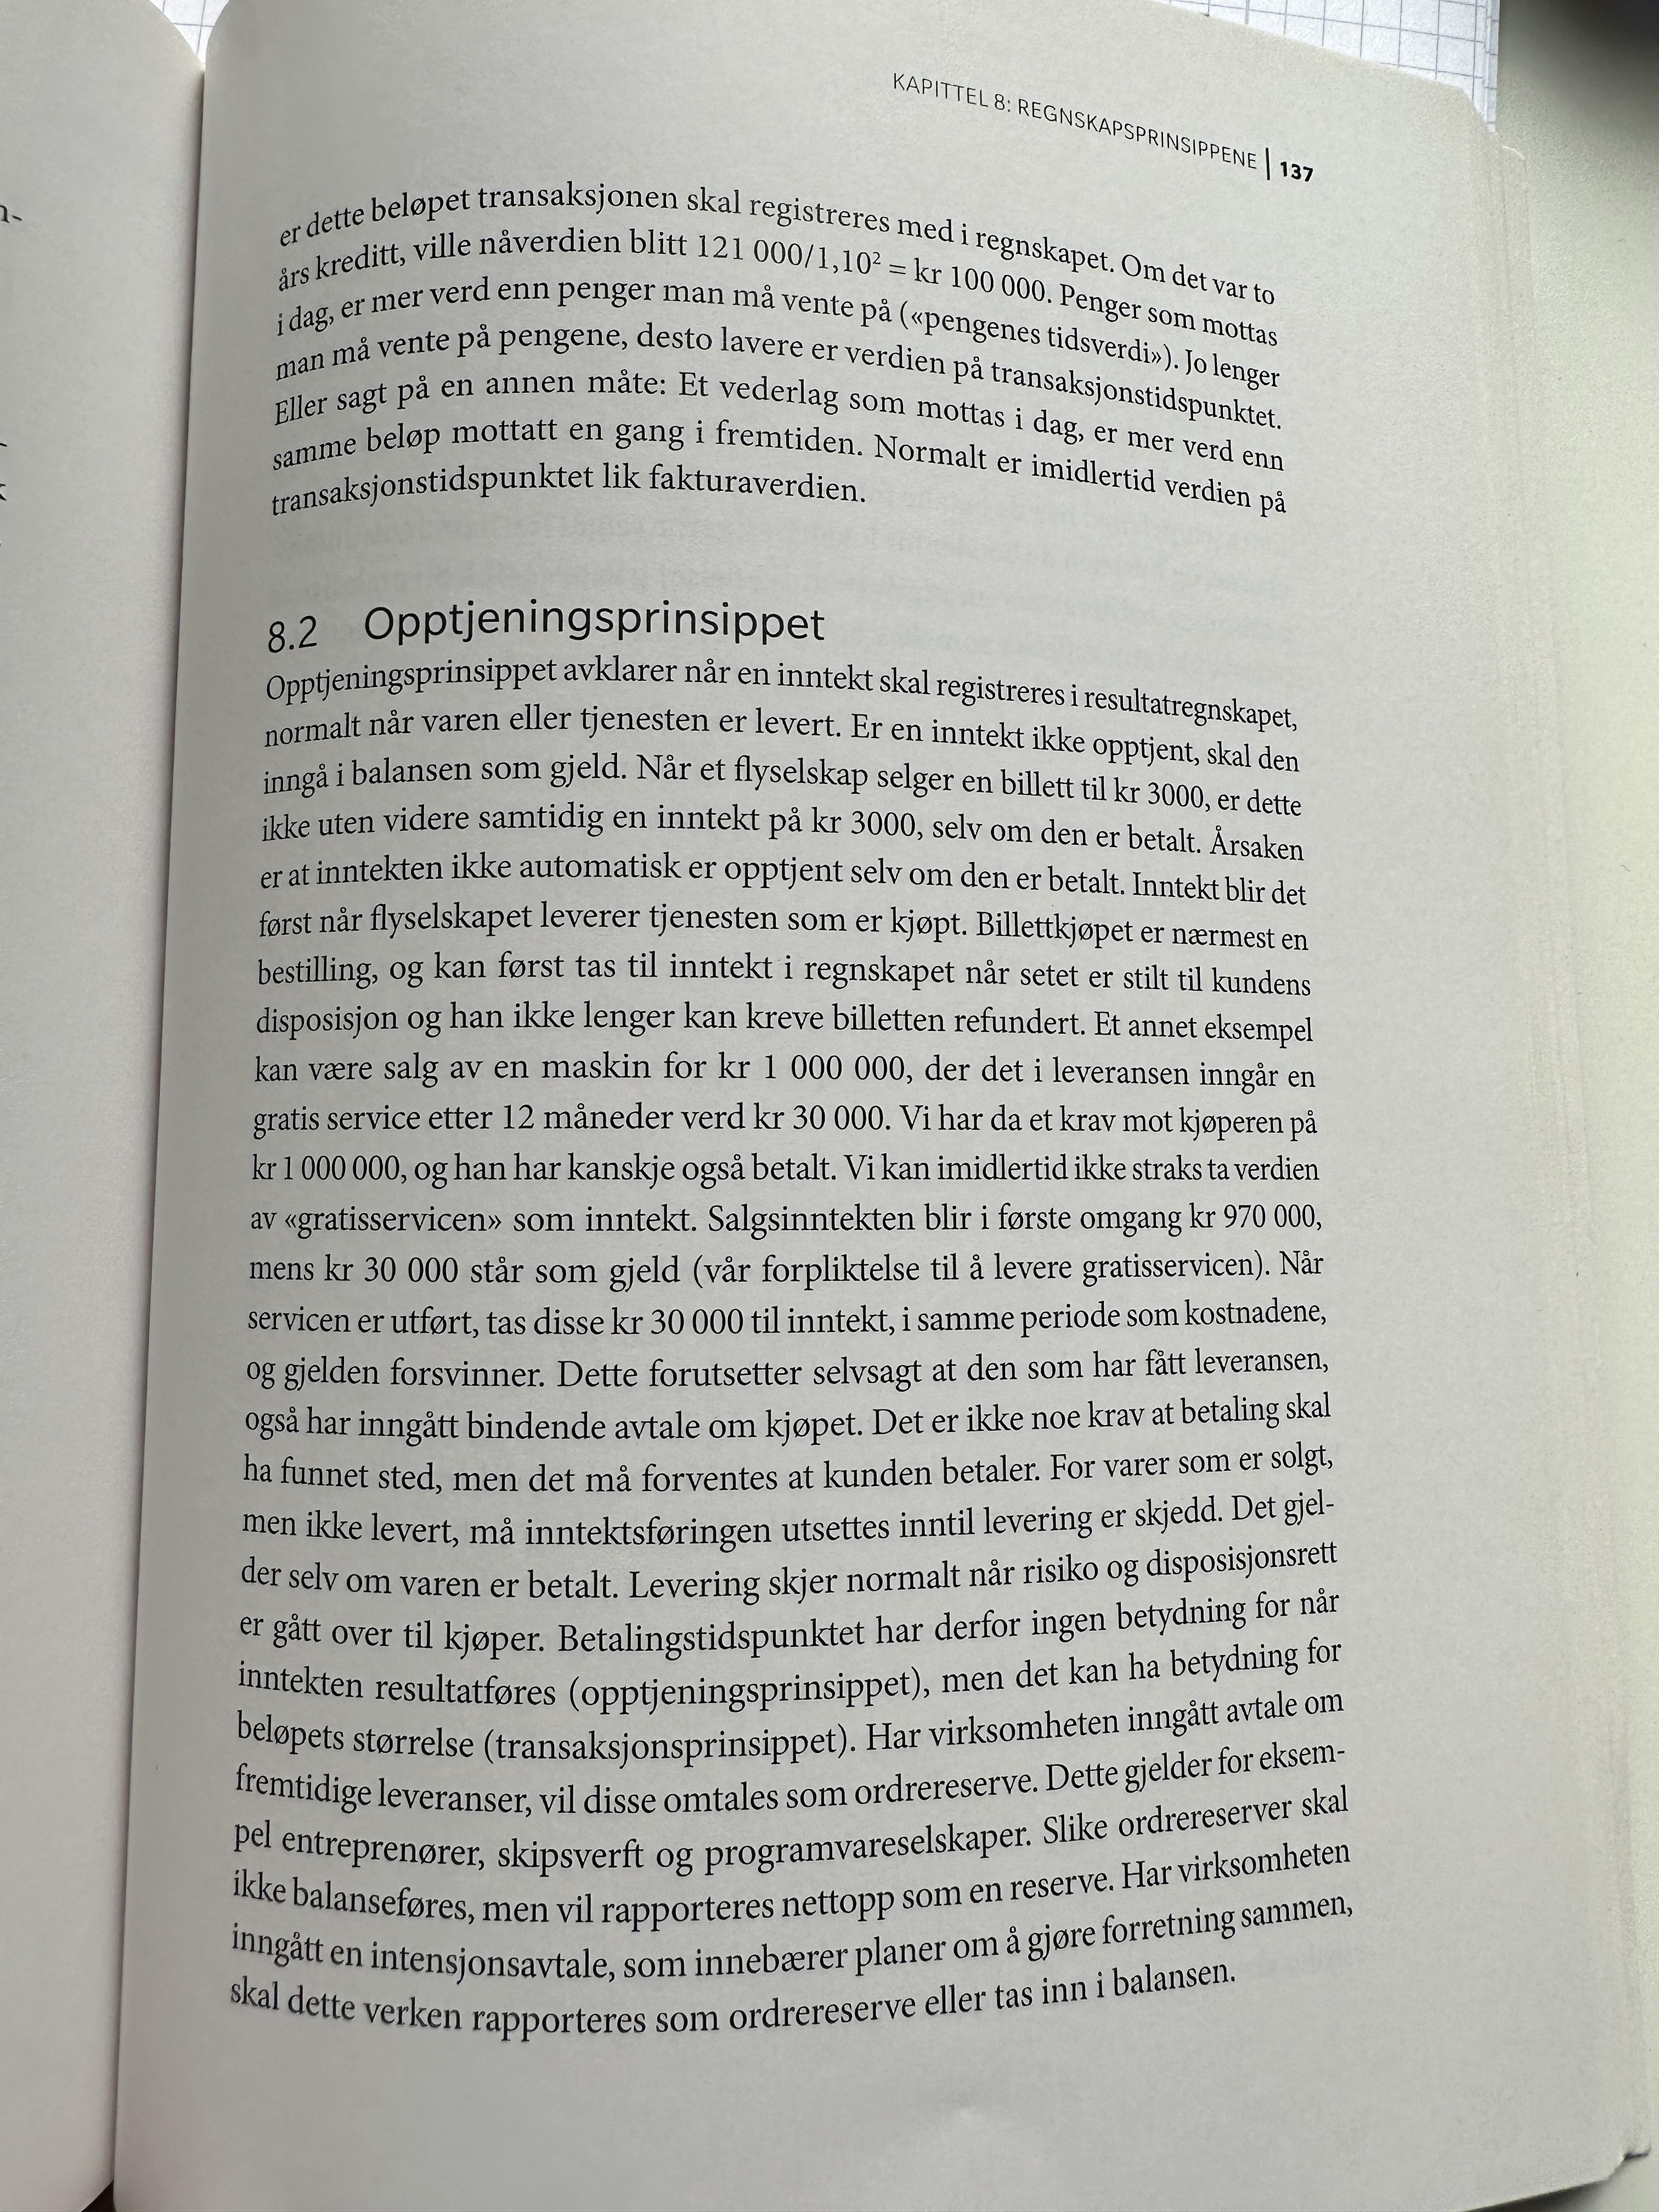 KAPITTEL 8: REGNSKAPSPRINSIPPENE | 137
er dette beløpet transaksjonen skal registreres med i regnskapet. Om det var to
års kreditt, ville nåverdien blitt 121 000/1,10² = kr 100 000. Penger som mottas
i dag, er mer verd enn penger man må vente på («pengenes tidsverdi»). Jo lenger
man må vente på pengene, desto lavere er verdien på transaksjonstidspunktet.
Eller sagt på en annen måte: Et vederlag som mottas i dag, er mer verd enn
samme beløp mottatt en gang i fremtiden. Normalt er imidlertid verdien på
transaksjonstidspunktet lik fakturaverdien.
8.2 Opptjeningsprinsippet
Opptjeningsprinsippet avklarer når en inntekt skal registreres i resultatregnskapet,
normalt når varen eller tjenesten er levert. Er en inntekt ikke opptjent, skal den
inngå i balansen som gjeld. Når et flyselskap selger en billett til kr 3000, er dette
ikke uten videre samtidig en inntekt på kr 3000, selv om den er betalt. Årsaken
er at inntekten ikke automatisk er opptjent selv om den er betalt. Inntekt blir det
først når flyselskapet leverer tjenesten som er kjøpt. Billettkjøpet er nærmest en
bestilling, og kan først tas til inntekt i regnskapet når setet er stilt til kundens
disposisjon og han ikke lenger kan kreve billetten refundert. Et annet eksempel
kan være salg av en maskin for kr 1 000 000, der det i leveransen inngår en
gratis service etter 12 måneder verd kr 30 000. Vi har da et krav mot kjøperen på
kr 1 000 000, og han har kanskje også betalt. Vi kan imidlertid ikke straks ta verdien
av «gratisservicen» som inntekt. Salgsinntekten blir i første omgang kr 970 000,
mens kr 30 000 står som gjeld (vår forpliktelse til å levere gratisservicen). Når
servicen er utført, tas disse kr 30 000 til inntekt, i samme periode som kostnadene,
og gjelden forsvinner. Dette forutsetter selvsagt at den som har fått leveransen,
også har inngått bindende avtale om kjøpet. Det er ikke noe krav at betaling skal
ha funnet sted, men det må forventes at kunden betaler. For varer som er solgt,
men ikke levert, må inntektsføringen utsettes inntil levering er skjedd. Det gjel-
der selv om varen er betalt. Levering skjer normalt når risiko og disposisjonsrett
er gått over til kjøper. Betalingstidspunktet har derfor ingen betydning for når
inntekten resultatføres (opptjeningsprinsippet), men det kan ha betydning for
beløpets størrelse (transaksjonsprinsippet). Har virksomheten inngått avtale om
fremtidige leveranser, vil disse omtales som ordrereserve. Dette gjelder for eksem-
pel entreprenører, skipsverft og programvareselskaper. Slike ordrereserver skal
ikke balanseføres, men vil rapporteres nettopp som en reserve. Har virksomheten
inngått en intensjonsavtale, som innebærer planer om å gjøre forretning sammen,
skal dette verken rapporteres som ordrereserve eller tas inn i balansen.